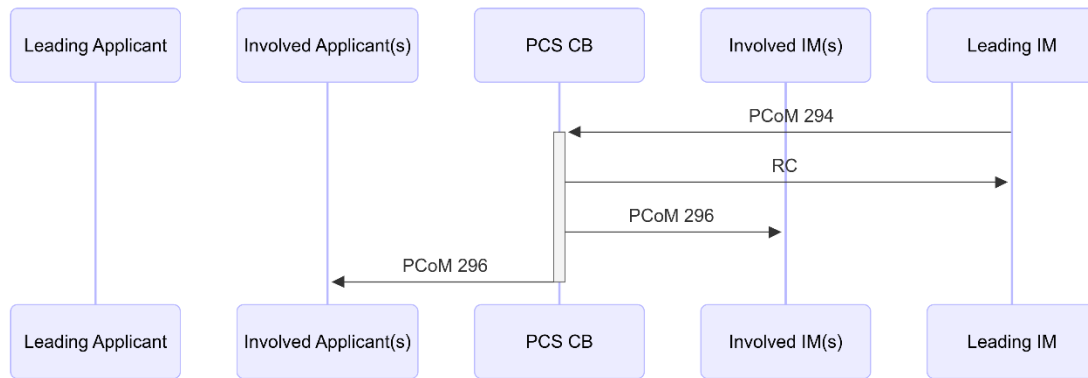 Leading Applicant
Involved Applicant(s)
PCS CB
Involved IM(s)
Leading IM
PCoM 294
RC
PCoM 296
PCoM 296
Leading Applicant
Involved Applicant(s)
PCS CB
Involved IM(s)
Leading IM